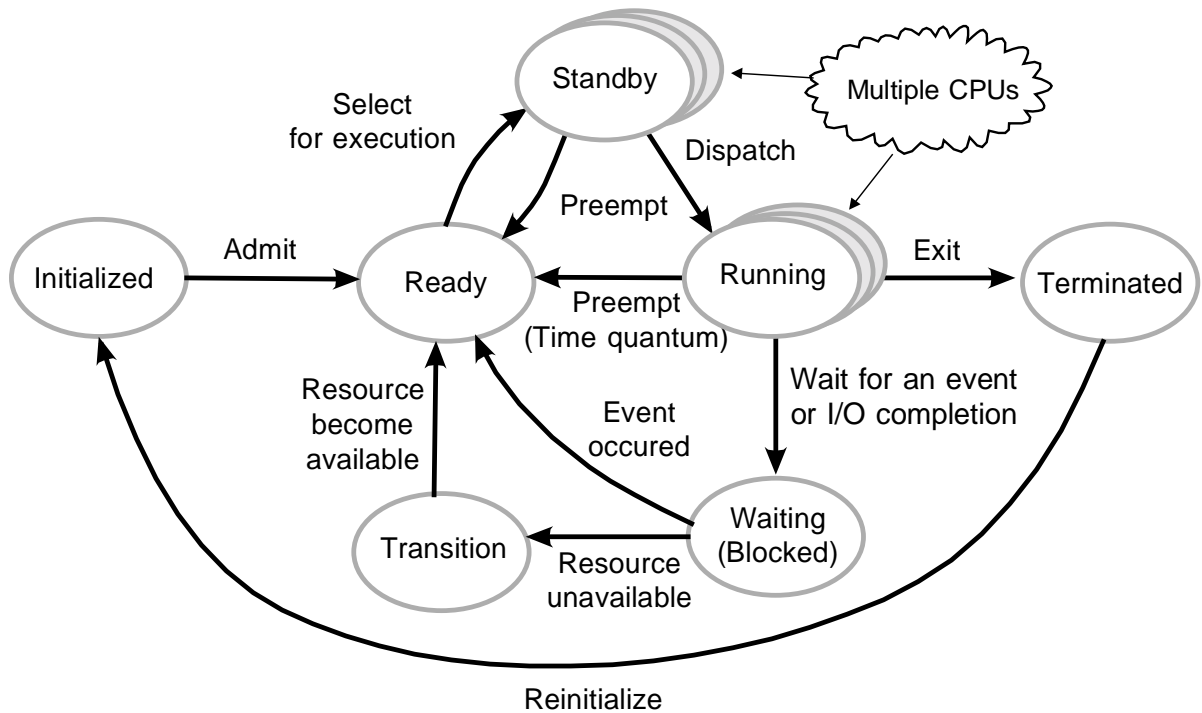 Standby
Multiple CPUs
Select
for execution
Dispatch
Preempt
Initialized
Admit
Ready
Running
Exit
Terminated
Preempt
(Time quantum)
Resource
become
available
Event
occured
Wait for an event
or I/O completion
Transition
Resource
unavailable
Waiting
(Blocked)
Reinitialize